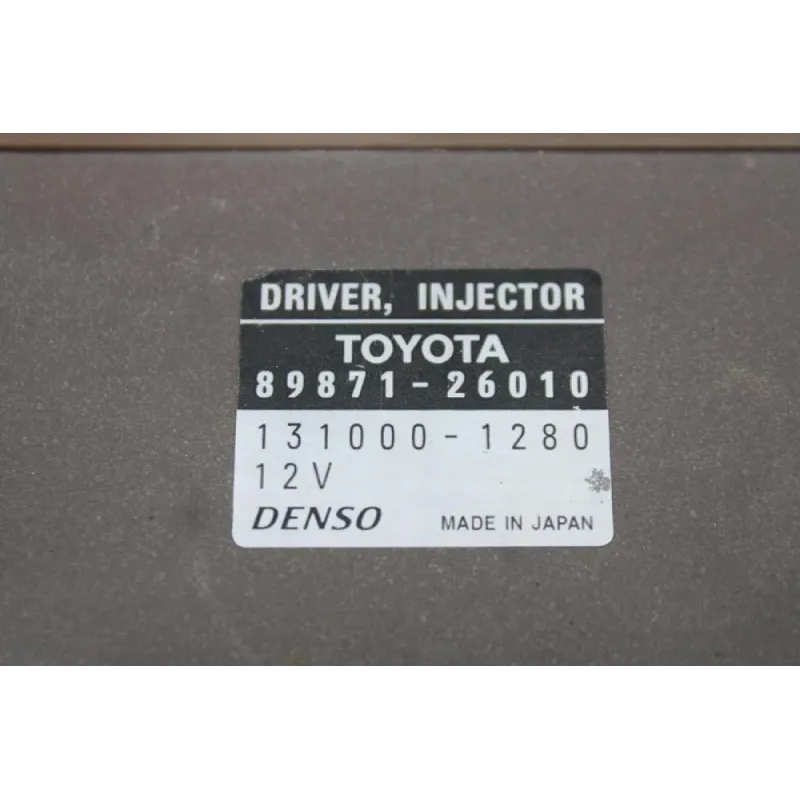 DRIVER, INJECTOR
TOYOTA
89871-26010
131000-1280
12V
DENSO MADE IN JAPAN